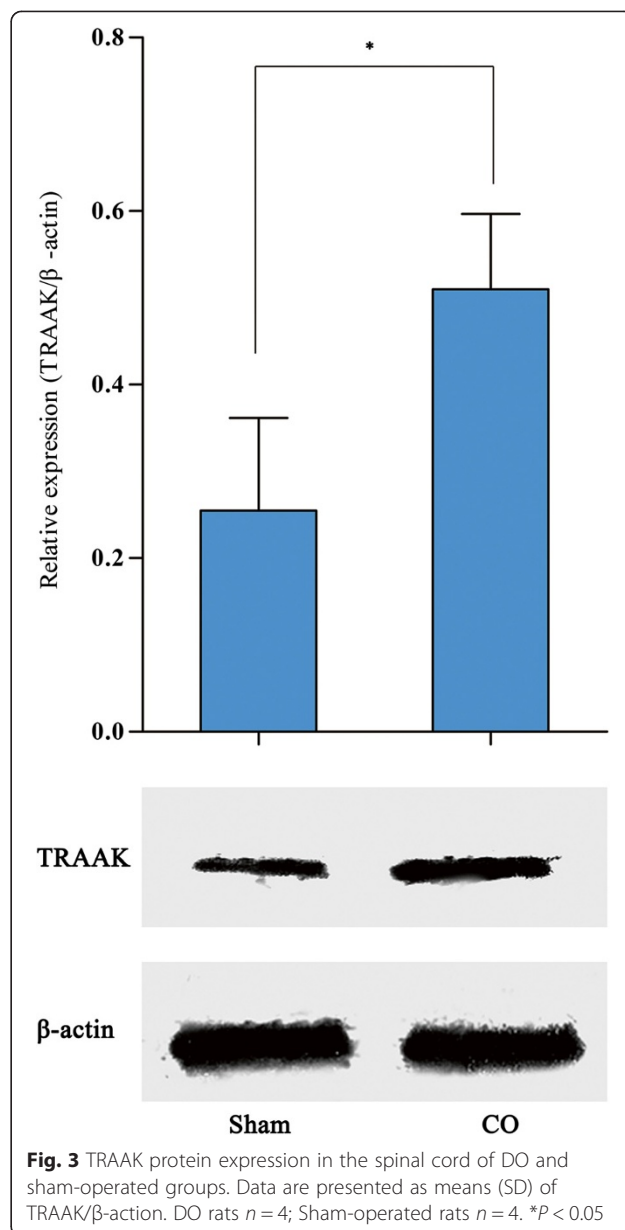 0.8
*
0.6
0.4
0.2
0.0
Relative expression (TRAAK/β -actin)
TRAAK
β-actin
Sham CO
Fig. 3 TRAAK protein expression in the spinal cord of DO and
sham-operated groups. Data are presented as means (SD) of
TRAAK/β-action. DO rats n = 4; Sham-operated rats n = 4. *P < 0.05